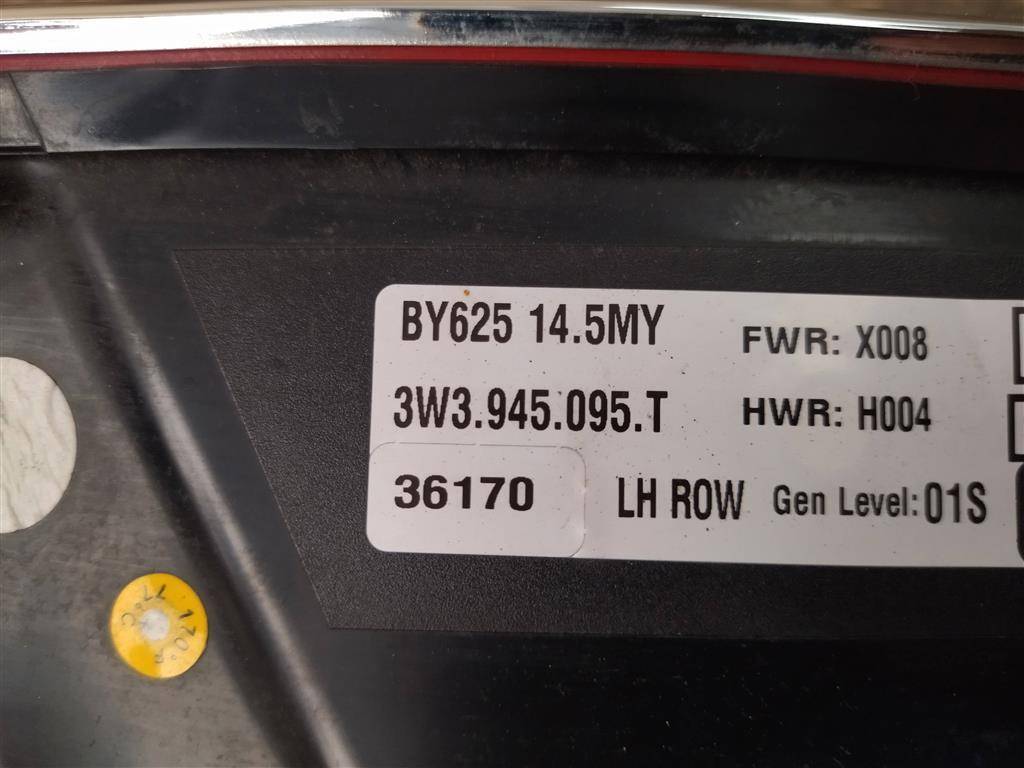 BY625 14.5MY FWR: X008
3W3.945.095.T HWR: H004
36170 LH ROW Gen Level: 01S